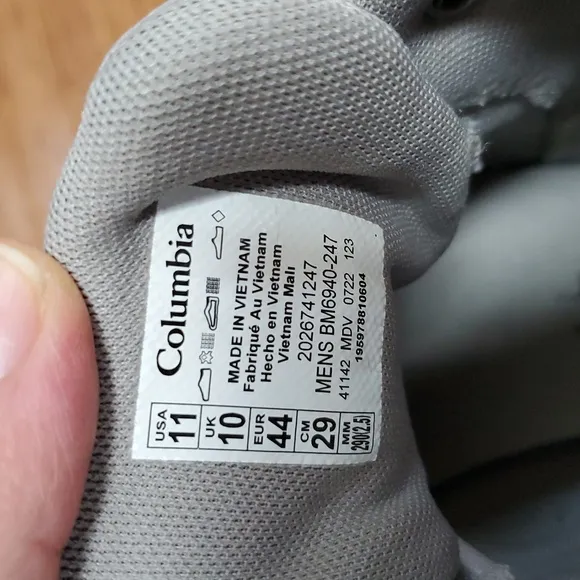 Columbia
MADE IN VIETNAM
Fabriqué Au Vietnam
Hecho en Vietnam
Vietnam Malı
2026741247
MENS BM6940-247
41142 MDV 0722 123
195978810604
USA 11
UK 10
EUR 44
CM 29
MM 290(2.5)